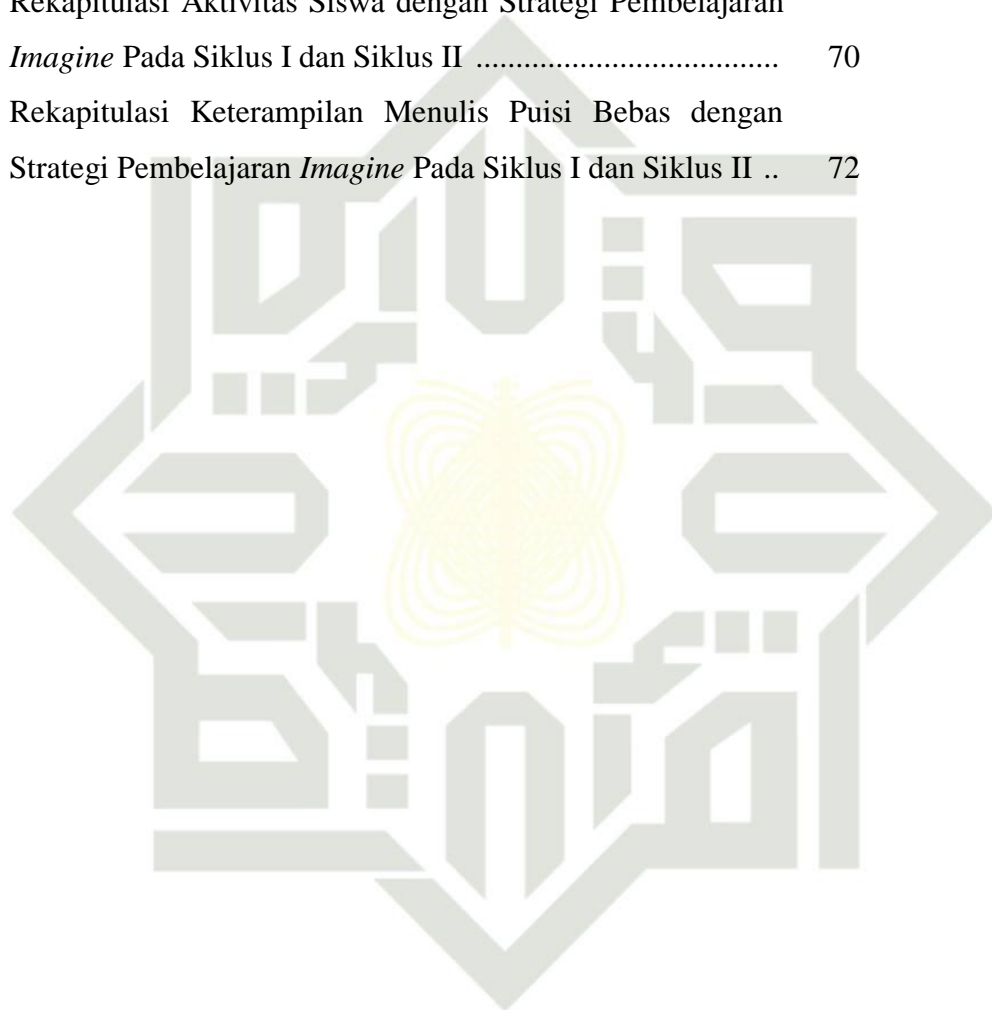 Rekapitulasi Aktivitas Siswa dengan Strategi Pembelajaran
Imagine Pada Siklus I dan Siklus II ..................................... 70
Rekapitulasi Keterampilan Menulis Puisi Bebas dengan
Strategi Pembelajaran Imagine Pada Siklus I dan Siklus II .. 72